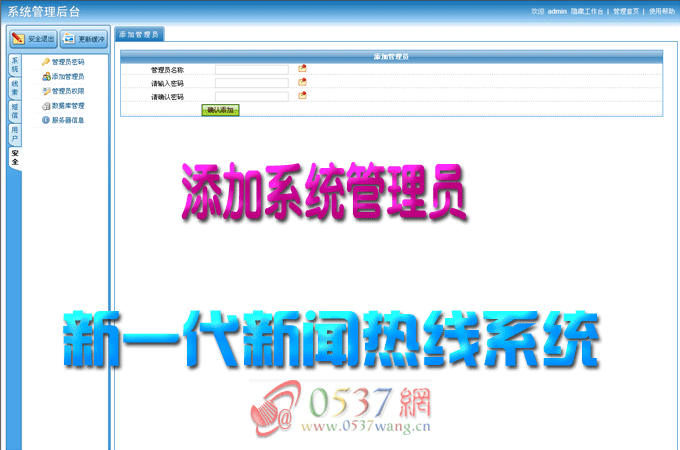 系统管理后台
欢迎 admin 隐藏工作台 | 管理首页 | 使用帮助
安全退出 更新缓冲
系统
线索
短信
用户
安全
管理员密码
添加管理员
管理员权限
数据库管理
服务器信息
添加管理员
添加管理员
管理员名称
请输入密码
请确认密码
确认添加
添加系统管理员
新一代新闻热线系统
@ 0537網
www.0537wang.cn